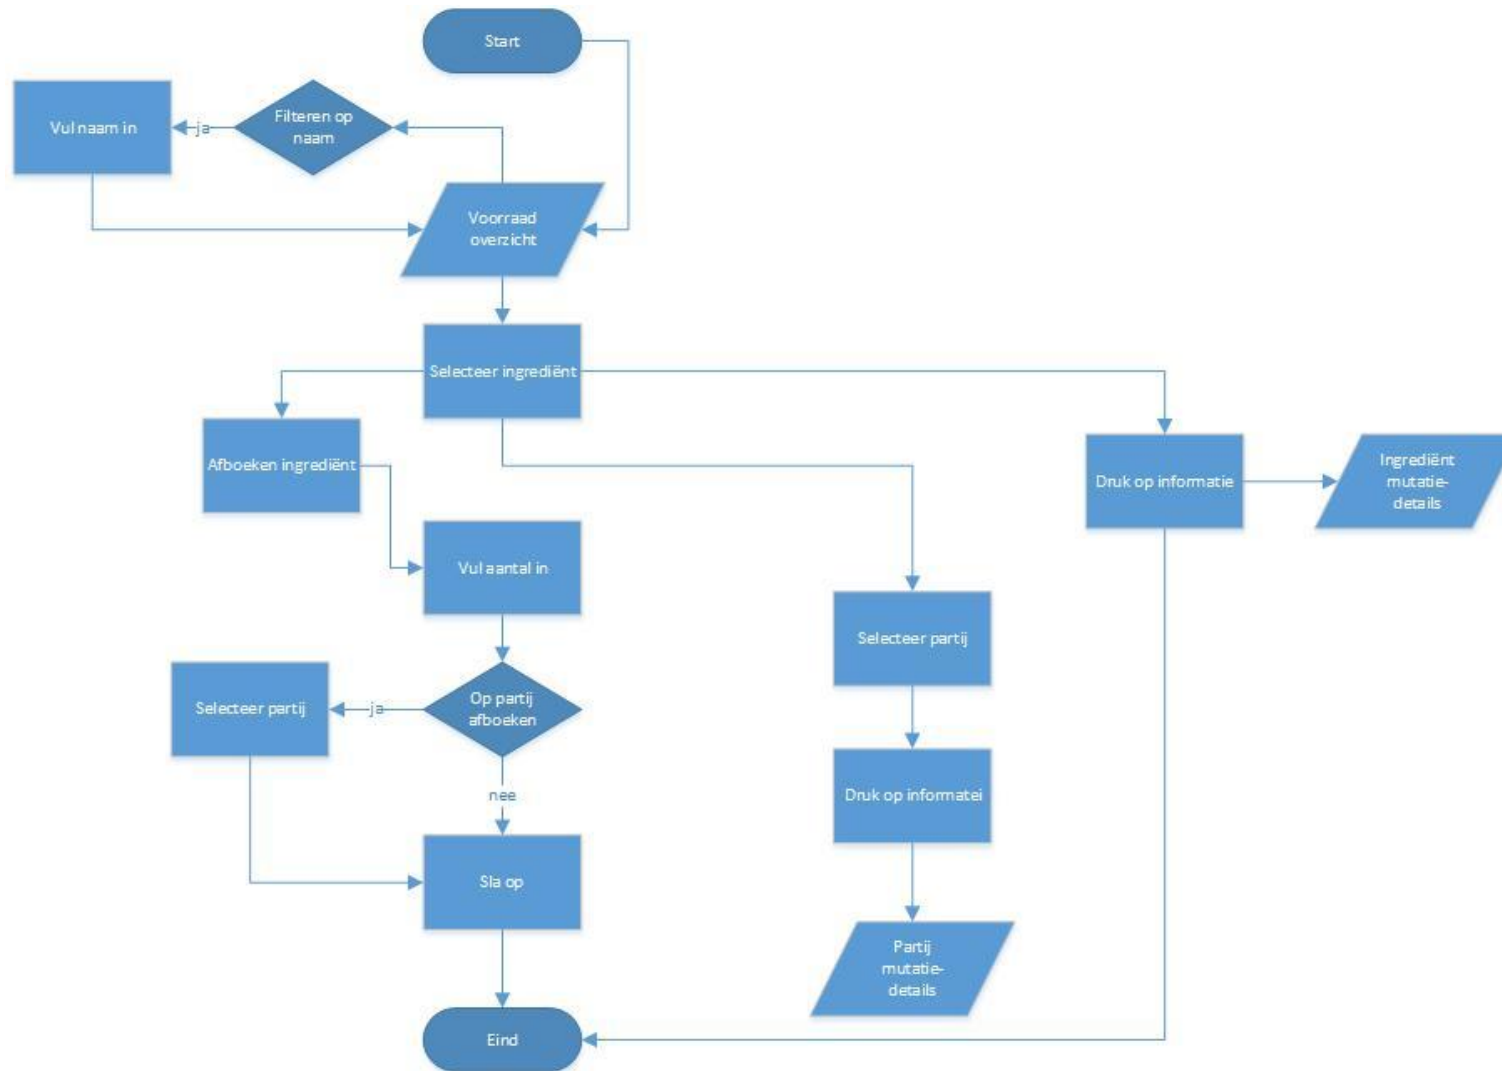 Start
Filteren op
naam
ja
Vul naam in
Voorraad
overzicht
Selecteer ingrediënt
Afboeken ingrediënt
Druk op informatie
Ingrediënt
mutatie-
details
Vul aantal in
Selecteer partij
Op partij
afboeken
ja
Selecteer partij
nee
Druk op informatei
Sla op
Partij
mutatie-
details
Eind